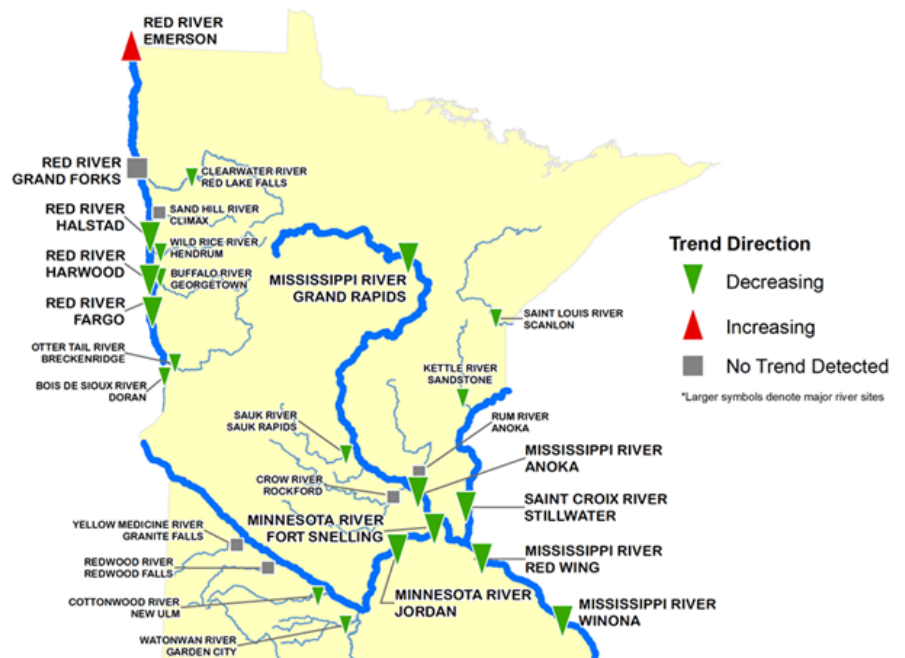 RED RIVER
EMERSON
RED RIVER
GRAND FORKS
CLEARWATER RIVER
RED LAKE FALLS
RED RIVER
HALSTAD
SAND HILL RIVER
CLIMAX
WILD RICE RIVER
HENDRUM
RED RIVER
HARWOOD
BUFFALO RIVER
GEORGETOWN
RED RIVER
FARGO
MISSISSIPPI RIVER
GRAND RAPIDS
OTTER TAIL RIVER
BRECKENRIDGE
BOIS DE SIOUX RIVER
DORAN
SAINT LOUIS RIVER
SCANLON
KETTLE RIVER
SANDSTONE
SAUK RIVER
SAUK RAPIDS
RUM RIVER
ANOKA
MISSISSIPPI RIVER
ANOKA
CROW RIVER
ROCKFORD
SAINT CROIX RIVER
STILLWATER
MINNESOTA RIVER
FORT SNELLING
YELLOW MEDICINE RIVER
GRANITE FALLS
MISSISSIPPI RIVER
RED WING
REDWOOD RIVER
REDWOOD FALLS
MINNESOTA RIVER
JORDAN
COTTONWOOD RIVER
NEW ULM
MISSISSIPPI RIVER
WINONA
WATONWAN RIVER
GARDEN CITY
Trend Direction
Decreasing
Increasing
No Trend Detected
*Larger symbols denote major river sites